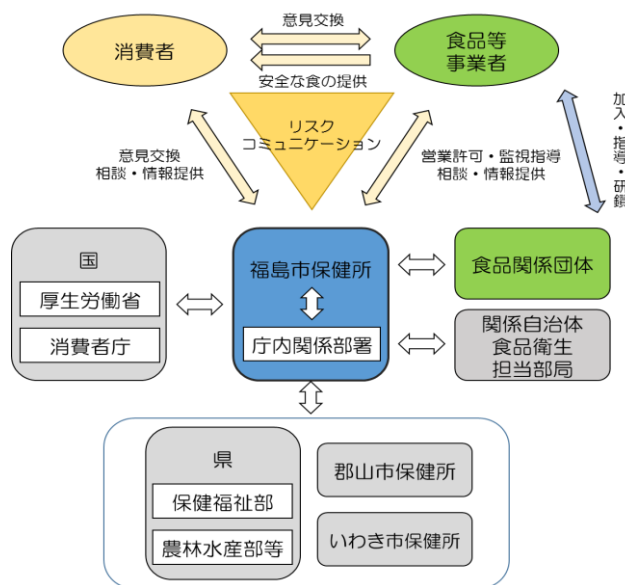 意見交換
消費者
食品等
事業者
安全な食の提供
リスク
コミュニケーション
意見交換
相談・情報提供
営業許可・監視指導
相談・情報提供
加入・指導・研鑽
国
厚生労働省
消費者庁
福島市保健所
庁内関係部署
食品関係団体
関係自治体
食品衛生
担当部局
県
保健福祉部
農林水産部等
郡山市保健所
いわき市保健所